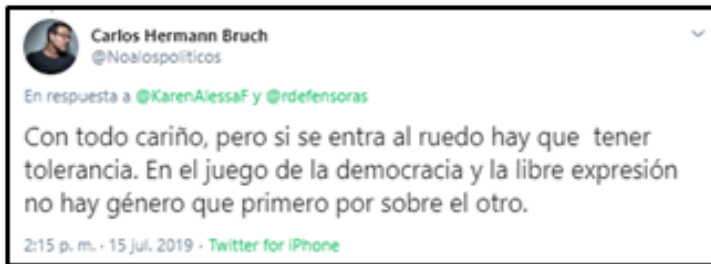 Carlos Hermann Bruch
@Noalospoliticos
En respuesta a @KarenAlessaF y @rdefensoras
Con todo cariño, pero si se entra al ruedo hay que tener
tolerancia. En el juego de la democracia y la libre expresión
no hay género que primero por sobre el otro.
2:15 p. m. · 15 jul. 2019 · Twitter for iPhone